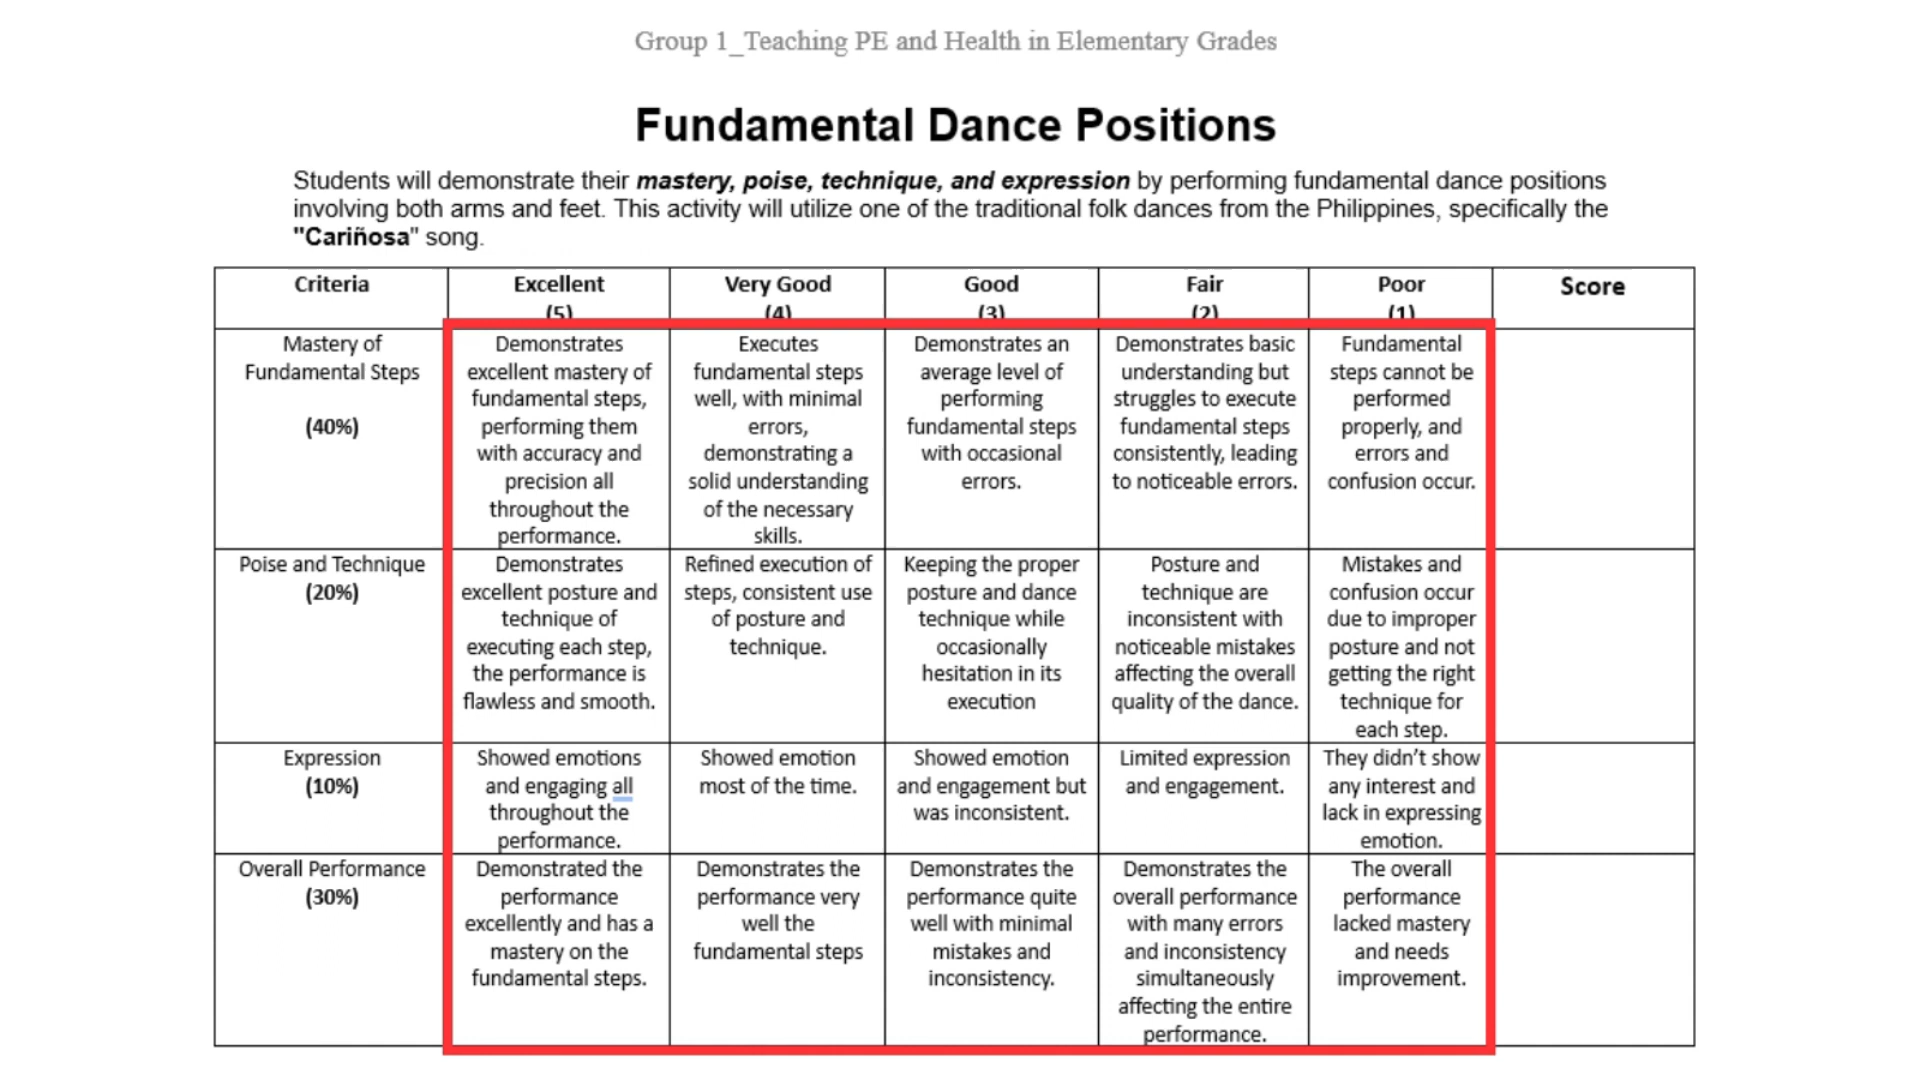 Group 1_Teaching PE and Health in Elementary Grades
Fundamental Dance Positions
Students will demonstrate their mastery, poise, technique, and expression by performing fundamental dance positions
involving both arms and feet. This activity will utilize one of the traditional folk dances from the Philippines, specifically the
"Cariñosa" song.
Criteria
Excellent
(5)
Very Good
(4)
Good
(3)
Fair
(2)
Poor
(1)
Score
Mastery of
Fundamental Steps
(40%)
Demonstrates
excellent mastery of
fundamental steps,
performing them
with accuracy and
precision all
throughout the
performance.
Executes
fundamental steps
well, with minimal
errors,
demonstrating a
solid understanding
of the necessary
skills.
Demonstrates an
average level of
performing
fundamental steps
with occasional
errors.
Demonstrates basic
understanding but
struggles to execute
fundamental steps
consistently, leading
to noticeable errors.
Fundamental
steps cannot be
performed
properly, and
errors and
confusion occur.
Poise and Technique
(20%)
Demonstrates
excellent posture and
technique of
executing each step,
the performance is
flawless and smooth.
Refined execution of
steps, consistent use
of posture and
technique.
Keeping the proper
posture and dance
technique while
occasionally
hesitation in its
execution
Posture and
technique are
inconsistent with
noticeable mistakes
affecting the overall
quality of the dance.
Mistakes and
confusion occur
due to improper
posture and not
getting the right
technique for
each step.
Expression
(10%)
Showed emotions
and engaging all
throughout the
performance.
Showed emotion
most of the time.
Showed emotion
and engagement but
was inconsistent.
Limited expression
and engagement.
They didn't show
any interest and
lack in expressing
emotion.
Overall Performance
(30%)
Demonstrated the
performance
excellently and has a
mastery on the
fundamental steps.
Demonstrates the
performance very
well the
fundamental steps
Demonstrates the
performance quite
well with minimal
mistakes and
inconsistency.
Demonstrates the
overall performance
with many errors
and inconsistency
simultaneously
affecting the entire
performance.
The overall
performance
lacked mastery
and needs
improvement.